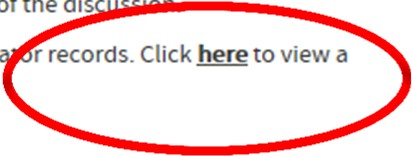 of the discussion.
ator records. Click here to view a